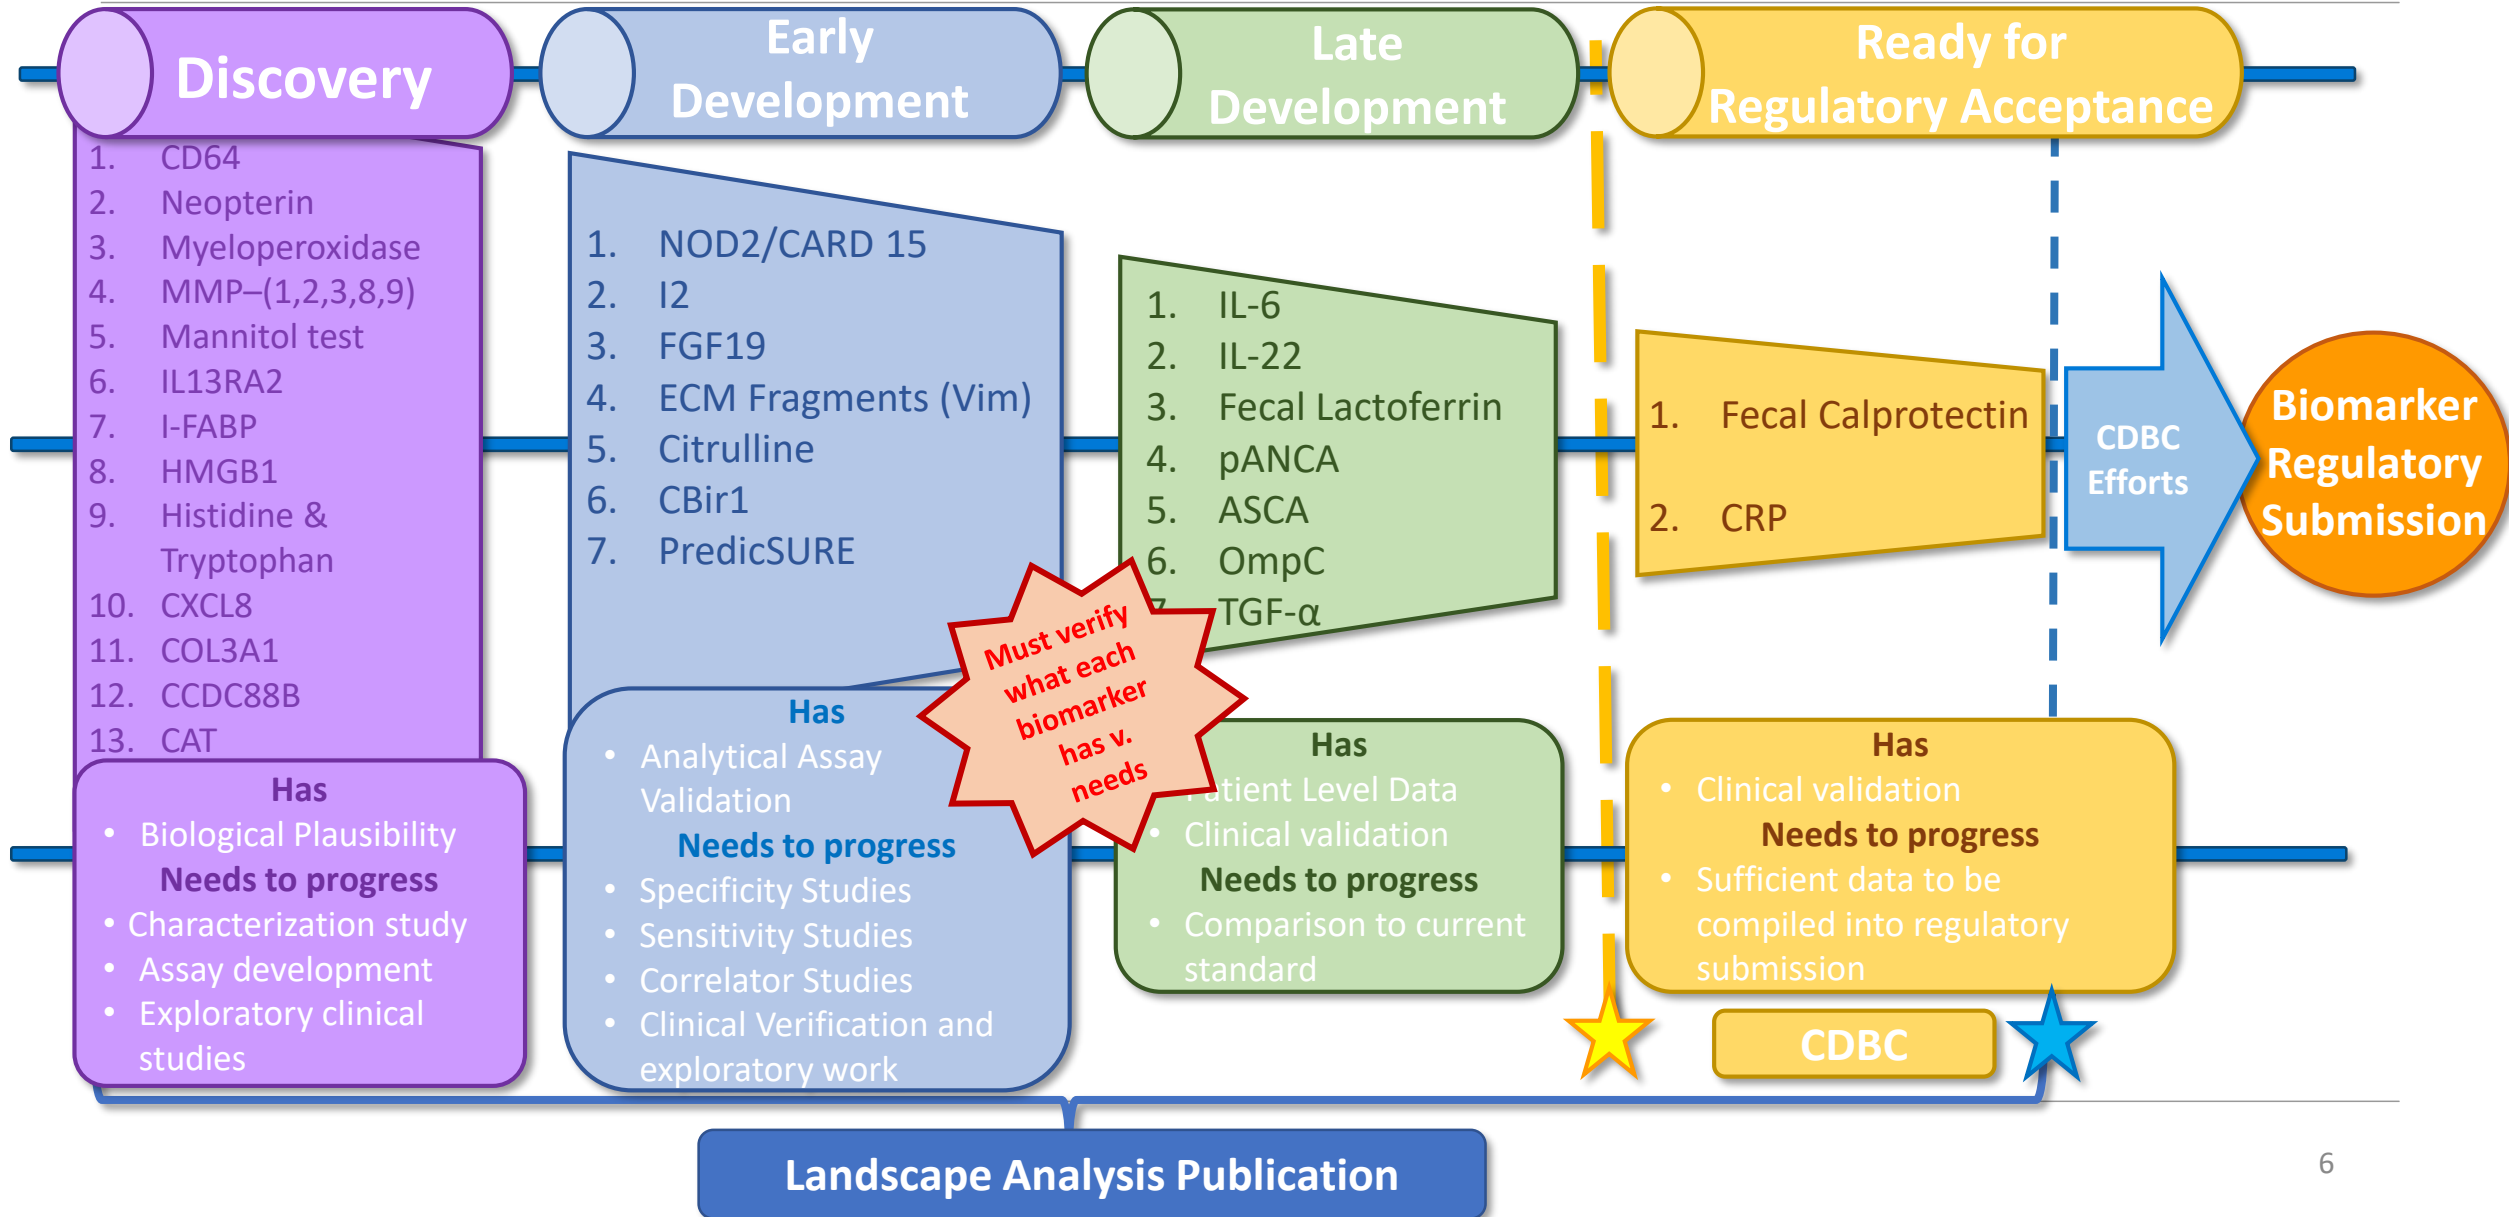 Discovery
Early
Development
Late
Development
Ready for
Regulatory Acceptance
1. CD64
2. Neopterin
3. Myeloperoxidase
4. MMP–(1,2,3,8,9)
5. Mannitol test
6. IL13RA2
7. I-FABP
8. HMGB1
9. Histidine &
Tryptophan
10. CXCL8
11. COL3A1
12. CCDC88B
13. CAT
1. NOD2/CARD 15
2. I2
3. FGF19
4. ECM Fragments (Vim)
5. Citrulline
6. CBir1
7. PredicSURE
1. IL-6
2. IL-22
3. Fecal Lactoferrin
4. pANCA
5. ASCA
6. OmpC
7. TGF-α
1. Fecal Calprotectin
2. CRP
CDBC
Efforts
Biomarker
Regulatory
Submission
Must verify
what each
biomarker
has v.
needs
Has
• Biological Plausibility
Needs to progress
• Characterization study
• Assay development
• Exploratory clinical
studies
Has
• Analytical Assay
Validation
Needs to progress
• Specificity Studies
• Sensitivity Studies
• Correlator Studies
• Clinical Verification and
exploratory work
Has
Patient Level Data
• Clinical validation
Needs to progress
• Comparison to current
standard
Has
• Clinical validation
Needs to progress
• Sufficient data to be
compiled into regulatory
submission
CDBC
Landscape Analysis Publication
6